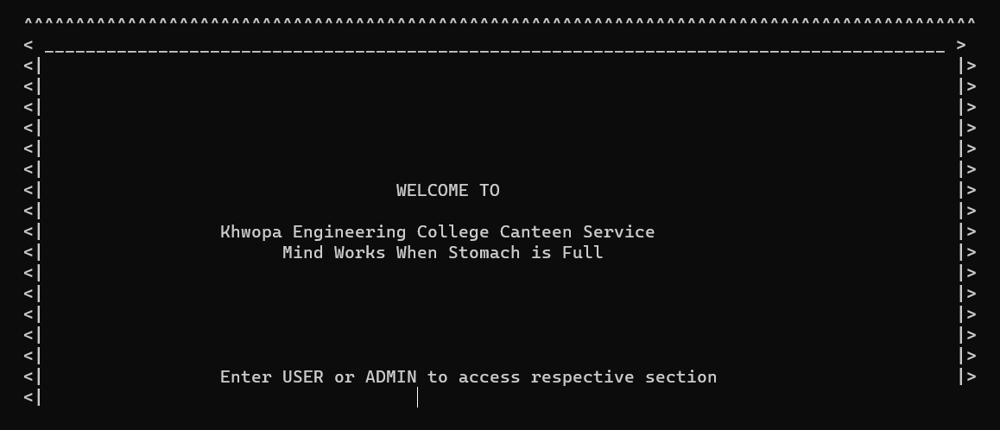 WELCOME TO
Khwopa Engineering College Canteen Service
Mind Works When Stomach is Full
Enter USER or ADMIN to access respective section